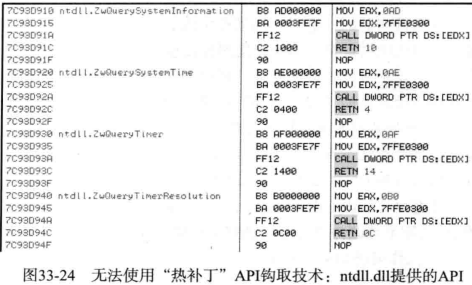 7C93D910 ntdll.ZwQuerySystemInformation B8 AD000000 MOV EAX,0AD
7C93D915 BA 0003FE7F MOV EDX,7FFE0300
7C93D91A FF12 CALL DWORD PTR DS:[EDX]
7C93D91C C2 1000 RETN 10
7C93D91F 90 NOP
7C93D920 ntdll.ZwQuerySystemTime B8 AE000000 MOV EAX,0AE
7C93D925 BA 0003FE7F MOV EDX,7FFE0300
7C93D92A FF12 CALL DWORD PTR DS:[EDX]
7C93D92C C2 0400 RETN 4
7C93D92F 90 NOP
7C93D930 ntdll.ZwQueryTimer B8 AF000000 MOV EAX,0AF
7C93D935 BA 0003FE7F MOV EDX,7FFE0300
7C93D93A FF12 CALL DWORD PTR DS:[EDX]
7C93D93C C2 1400 RETN 14
7C93D93F 90 NOP
7C93D940 ntdll.ZwQueryTimerResolution B8 B0000000 MOV EAX,0B0
7C93D945 BA 0003FE7F MOV EDX,7FFE0300
7C93D94A FF12 CALL DWORD PTR DS:[EDX]
7C93D94C C2 0C00 RETN 0C
7C93D94F 90 NOP
图33-24 无法使用“热补丁”API钩取技术：ntdll.dll提供的API